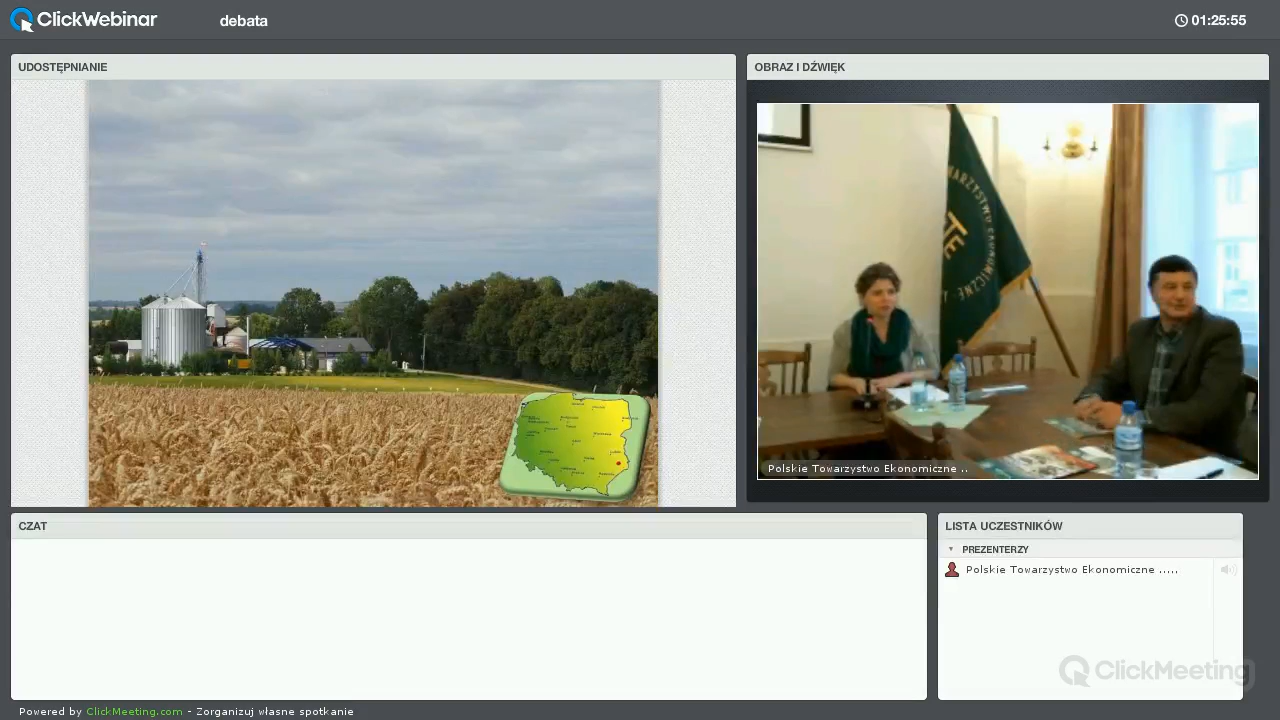 ClickWebinar
debata
01:25:55
UDOSTĘPNIANIE
OBRAZ I DŹWIĘK
EKONOMICZNE
Polskie Towarzystwo Ekonomiczne ..
CZAT
LISTA UCZESTNIKÓW
PREZENTERZY
Polskie Towarzystwo Ekonomiczne .....
ClickMeeting
Powered by ClickMeeting.com - Zorganizuj własne spotkanie